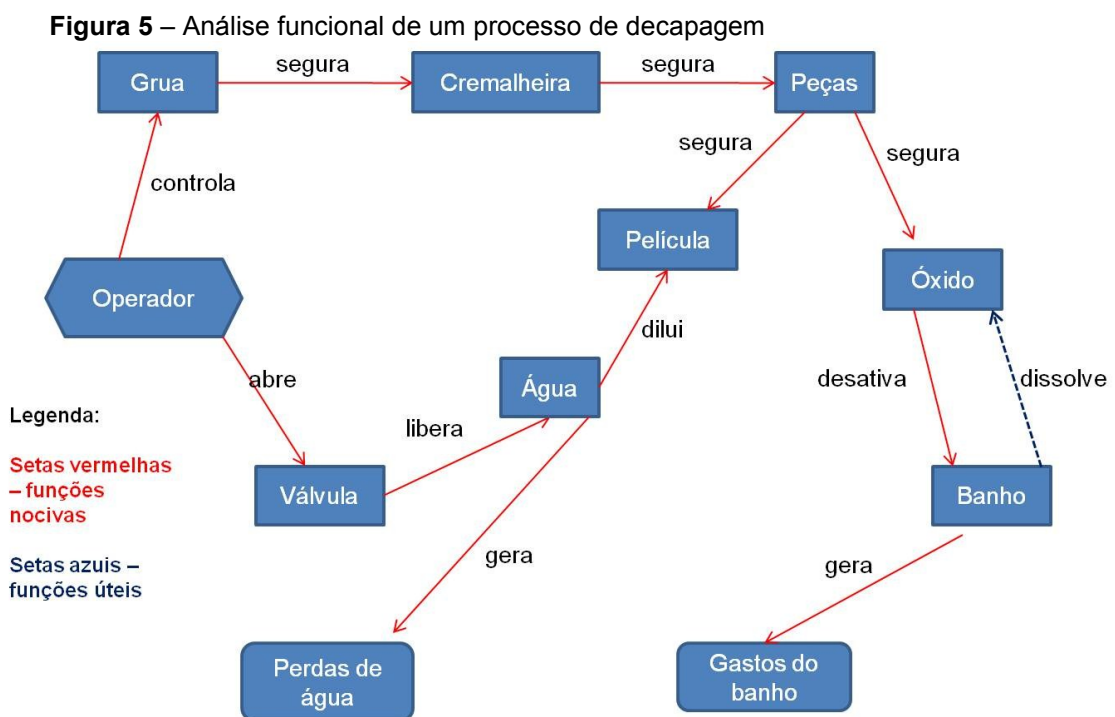 Figura 5 – Análise funcional de um processo de decapagem
Grua
segura
Cremalheira
segura
Peças
segura
segura
controla
Película
Óxido
Operador
dilui
abre
Água
desativa
dissolve
Legenda:
libera
Setas vermelhas
– funções
nocivas
Válvula
Banho
gera
gera
Setas azuis –
funções úteis
Perdas de
água
Gastos do
banho